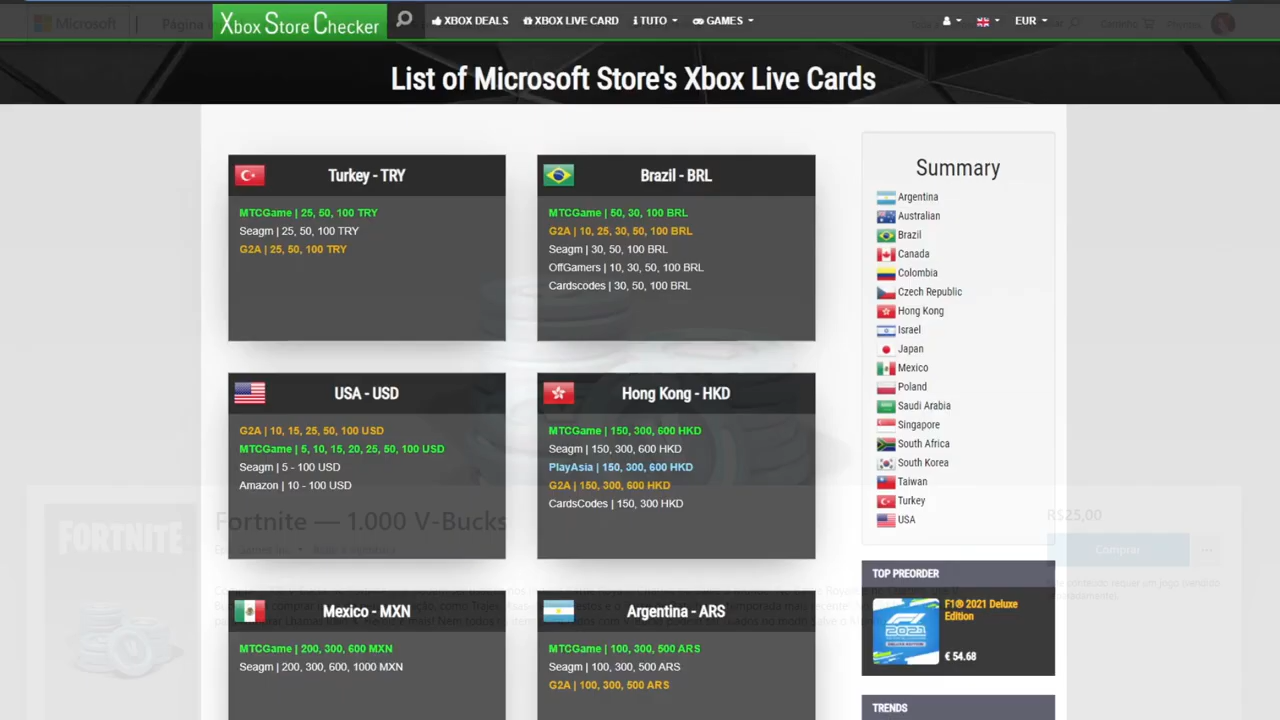 Microsoft
Xbox Store Checker
XBOX DEALS
XBOX LIVE CARD
TUTO
GAMES
EUR
List of Microsoft Store's Xbox Live Cards
Turkey - TRY
MTCGame | 25, 50, 100 TRY
Seagm | 25, 50, 100 TRY
G2A | 25, 50, 100 TRY
Brazil - BRL
MTCGame | 50, 30, 100 BRL
G2A | 10, 25, 30, 50, 100 BRL
Seagm | 30, 50, 100 BRL
OffGamers | 10, 30, 50, 100 BRL
Cardscodes | 30, 50, 100 BRL
USA - USD
G2A | 10, 15, 25, 50, 100 USD
MTCGame | 5, 10, 15, 20, 25, 50, 100 USD
Seagm | 5 - 100 USD
Amazon | 10 - 100 USD
Hong Kong - HKD
MTCGame | 150, 300, 600 HKD
Seagm | 150, 300, 600 HKD
PlayAsia | 150, 300, 600 HKD
G2A | 150, 300, 600 HKD
CardsCodes | 150, 300 HKD
Mexico - MXN
MTCGame | 200, 300, 600 MXN
Seagm | 200, 300, 600, 1000 MXN
Argentina - ARS
MTCGame | 100, 300, 500 ARS
Seagm | 100, 300, 500 ARS
G2A | 100, 300, 500 ARS
Summary
Argentina
Australian
Brazil
Canada
Colombia
Czech Republic
Hong Kong
Israel
Japan
Mexico
Poland
Saudi Arabia
Singapore
South Africa
South Korea
Taiwan
Turkey
USA
TOP PREORDER
F1® 2021 Deluxe
Edition
€ 54.68
TRENDS
FORTNITE
Fortnite — 1.000 V-Bucks
R$25,00
Comprar